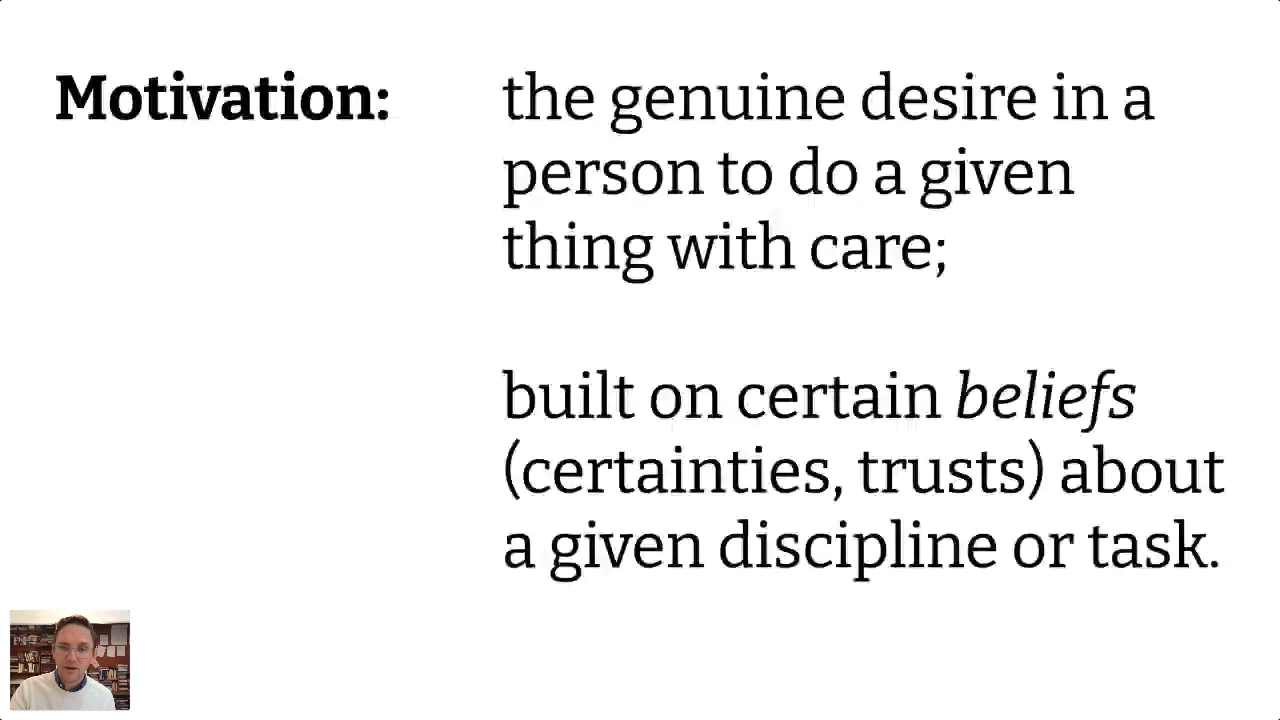 Motivation: the genuine desire in a
person to do a given
thing with care;
built on certain beliefs
(certainties, trusts) about
a given discipline or task.